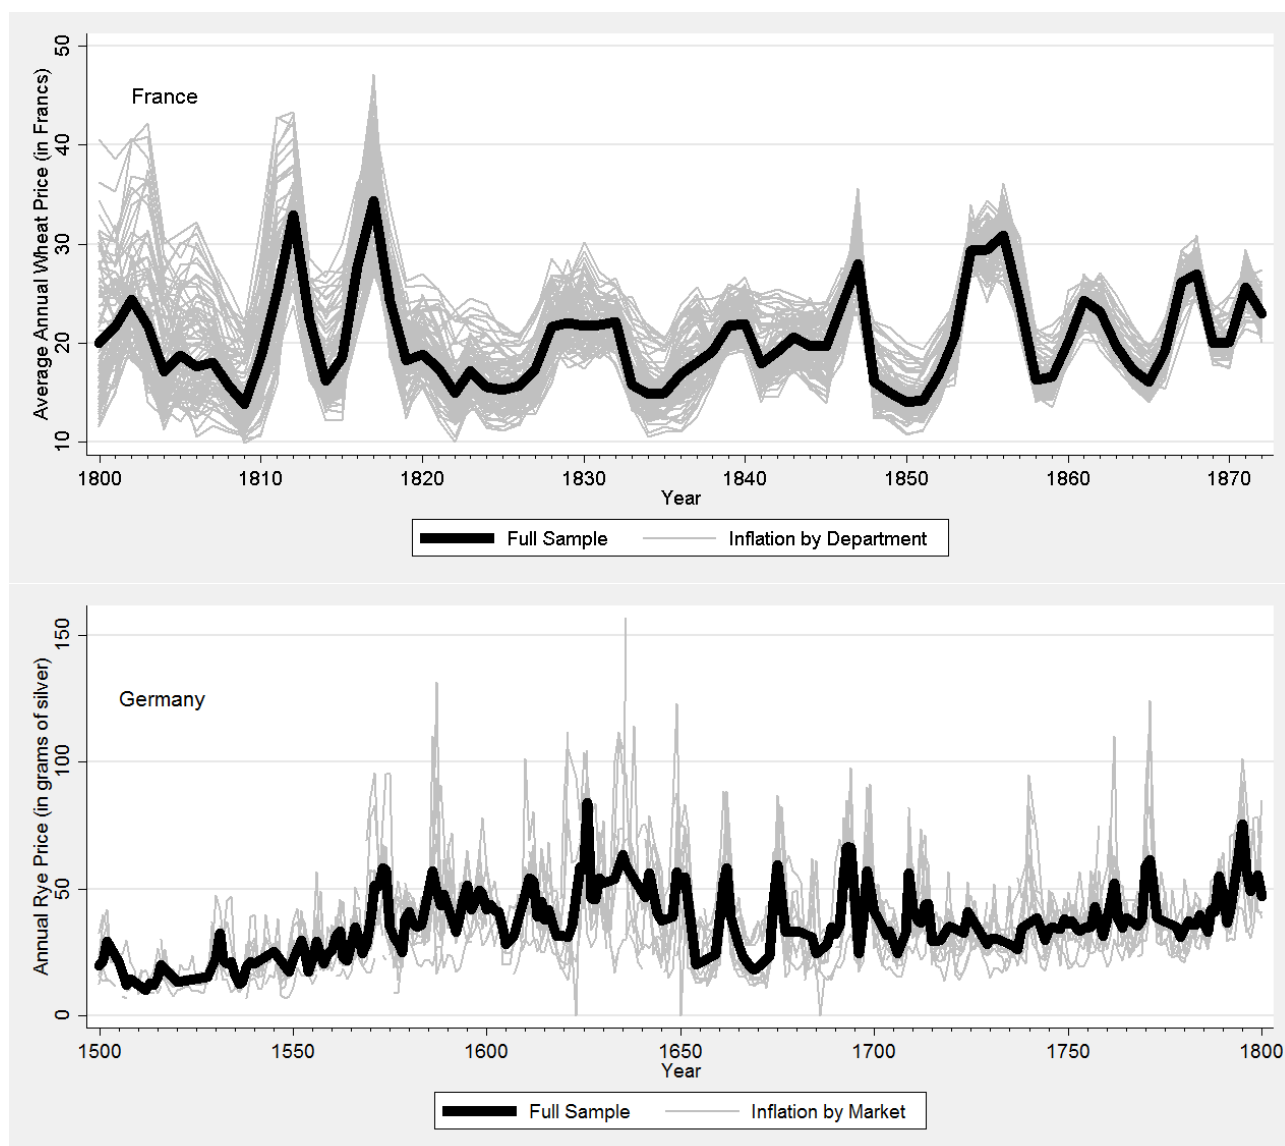 France
Average Annual Wheat Price (in Francs)
50
40
30
20
10
1800 1810 1820 1830 1840 1850 1860 1870
Year
Full Sample Inflation by Department
Germany
Annual Rye Price (in grams of silver)
150
100
50
0
1500 1550 1600 1650 1700 1750 1800
Year
Full Sample Inflation by Market